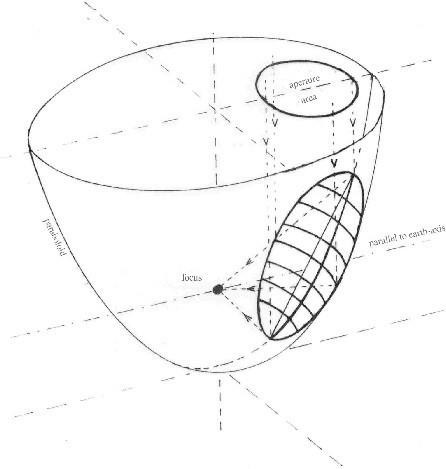 aperture
area
parallel to earth-axis
paraboloid
focus